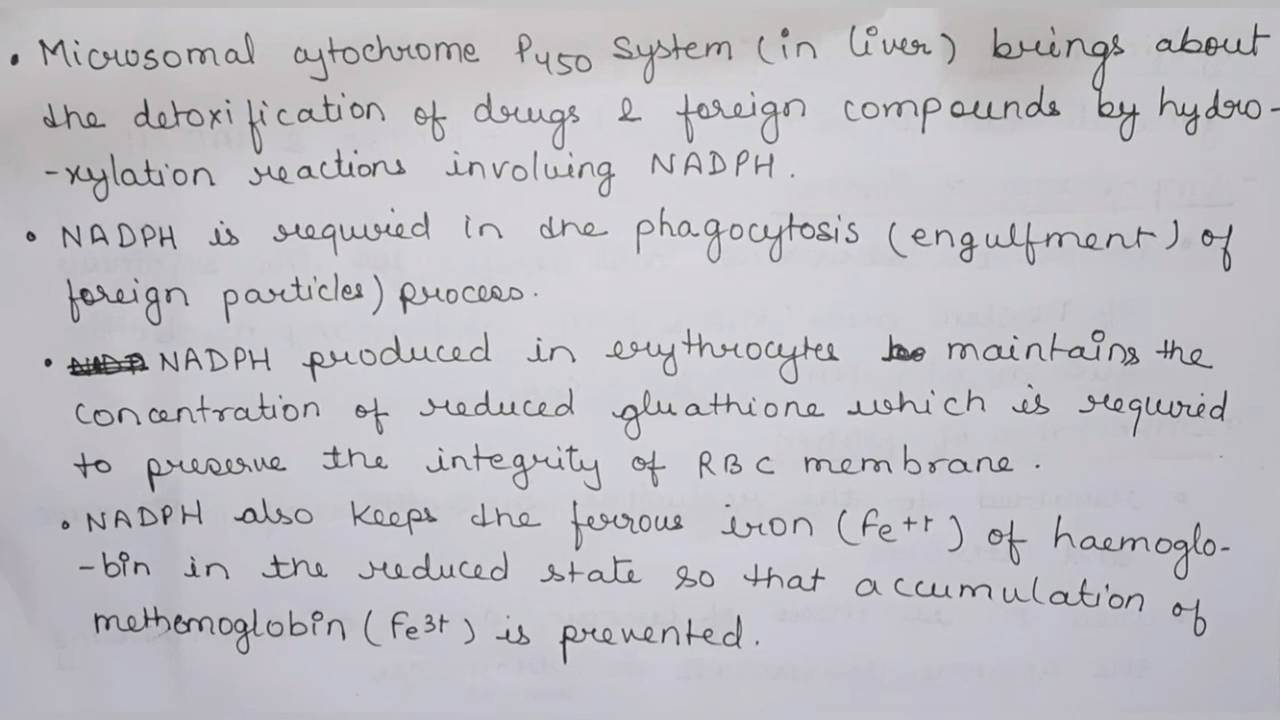 • Microsomal cytochrome P450 system (in liver) brings about
the detoxification of drugs & foreign compounds by hydro-
-xylation reactions involving NADPH.
• NADPH is requried in the phagocytosis (engulfment) of
foreign particles) process.
• NADPH produced in erythrocytes maintains the
concentration of reduced gluathione which is requried
to preserve the integrity of RBC membrane.
• NADPH also keeps the ferrous iron (Fe++) of haemoglo-
-bin in the reduced state so that accumulation of
methemoglobin (Fe3+) is prevented.